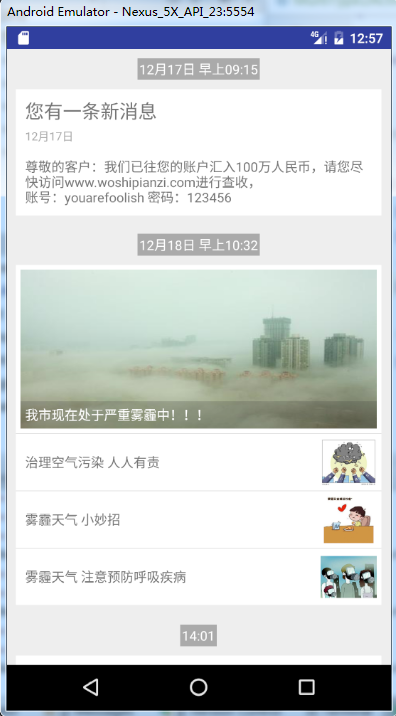 Android Emulator - Nexus_5X_API_23:5554
4G
12:57
12月17日 早上09:15
您有一条新消息
12月17日
尊敬的客户：我们已往您的账户汇入100万人民币，请您尽
快访问www.woshipianzi.com进行查收，
账号：youarefoolish 密码：123456
12月18日 早上10:32
我市现在处于严重雾霾中！！！
治理空气污染 人人有责
雾霾天气 小妙招
雾霾天气 注意预防呼吸疾病
14:01